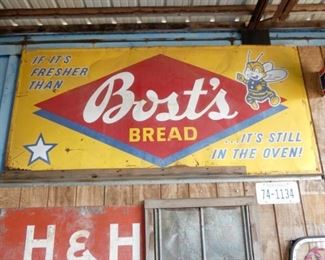 IF IT'S
FRESHER
THAN
Bost's
BREAD
...IT'S STILL
IN THE OVEN!
74-1134
H & H